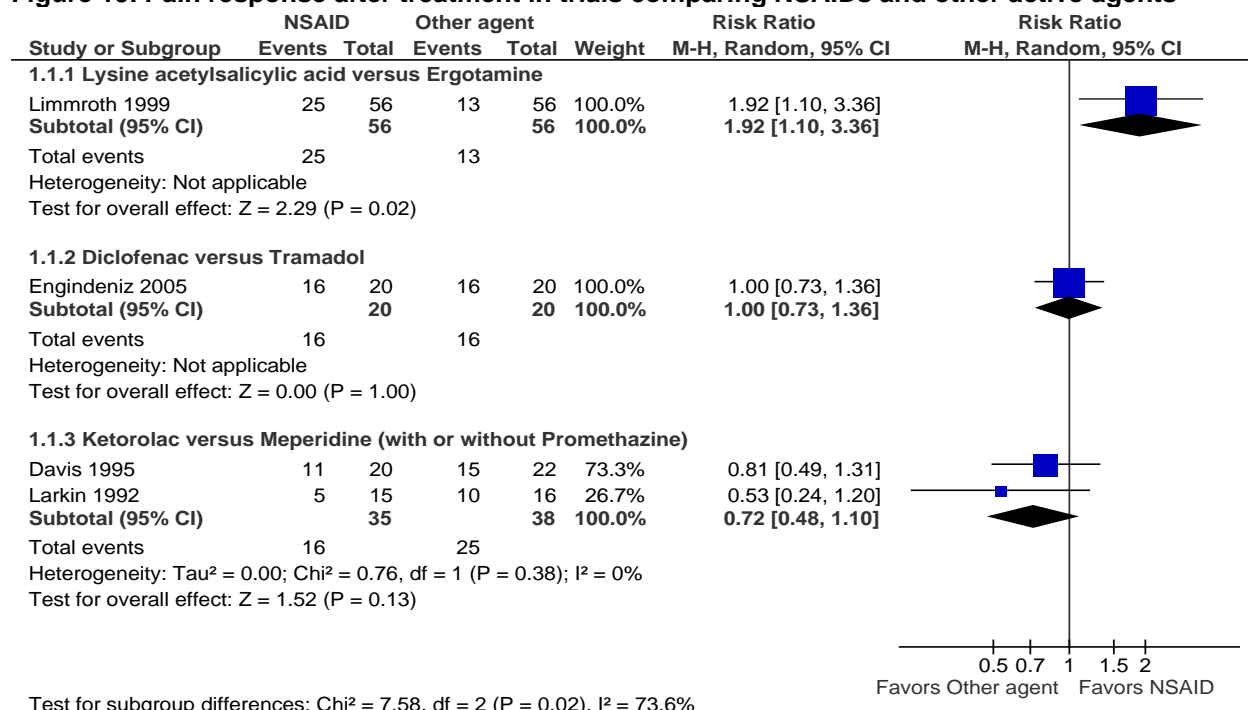 Figure 10. Pain response after treatment in trials comparing NSAIDs and other active agents
NSAID Other agent Risk Ratio Risk Ratio
Study or Subgroup Events Total Events Total Weight M-H, Random, 95% CI M-H, Random, 95% CI
1.1.1 Lysine acetylsalicylic acid versus Ergotamine
Limmroth 1999 25 56 13 56 100.0% 1.92 [1.10, 3.36]
Subtotal (95% CI) 56 56 100.0% 1.92 [1.10, 3.36]
Total events 25 13
Heterogeneity: Not applicable
Test for overall effect: Z = 2.29 (P = 0.02)
1.1.2 Diclofenac versus Tramadol
Engindeniz 2005 16 20 16 20 100.0% 1.00 [0.73, 1.36]
Subtotal (95% CI) 20 20 100.0% 1.00 [0.73, 1.36]
Total events 16 16
Heterogeneity: Not applicable
Test for overall effect: Z = 0.00 (P = 1.00)
1.1.3 Ketorolac versus Meperidine (with or without Promethazine)
Davis 1995 11 20 15 22 73.3% 0.81 [0.49, 1.31]
Larkin 1992 5 15 10 16 26.7% 0.53 [0.24, 1.20]
Subtotal (95% CI) 35 38 100.0% 0.72 [0.48, 1.10]
Total events 16 25
Heterogeneity: Tau² = 0.00; Chi² = 0.76, df = 1 (P = 0.38); I² = 0%
Test for overall effect: Z = 1.52 (P = 0.13)
0.5 0.7 1 1.5 2
Favors Other agent Favors NSAID
Test for subgroup differences: Chi² = 7.58, df = 2 (P = 0.02), I² = 73.6%